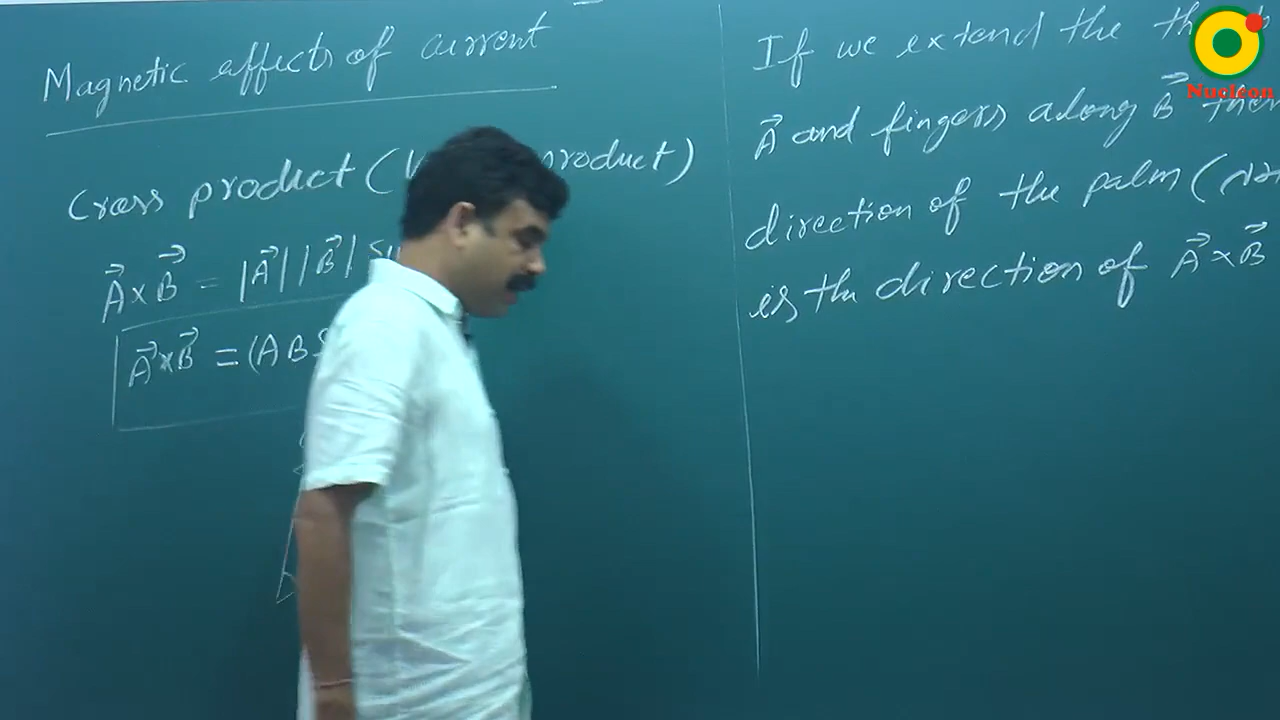 Magnetic effects of current
Cross product ( product)
A⃗ × B⃗ = |A⃗| |B⃗|
A⃗ × B⃗ = (AB
If we extend the
A⃗ and fingers along B⃗ then
direction of the palm (
is the direction of A⃗ × B⃗
Nucleon